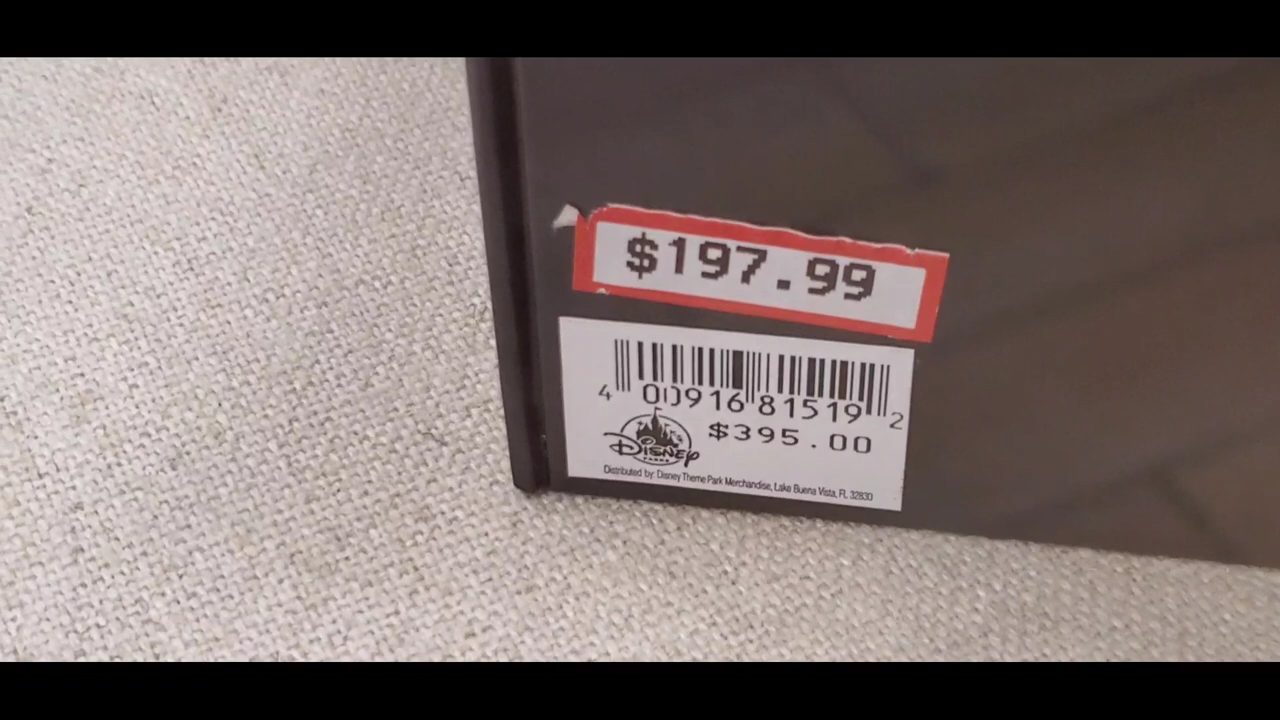 $197.99
4 00916 81519 2
$395.00
Disney
PARKS
Distributed by: Disney Theme Park Merchandise, Lake Buena Vista, FL 32830